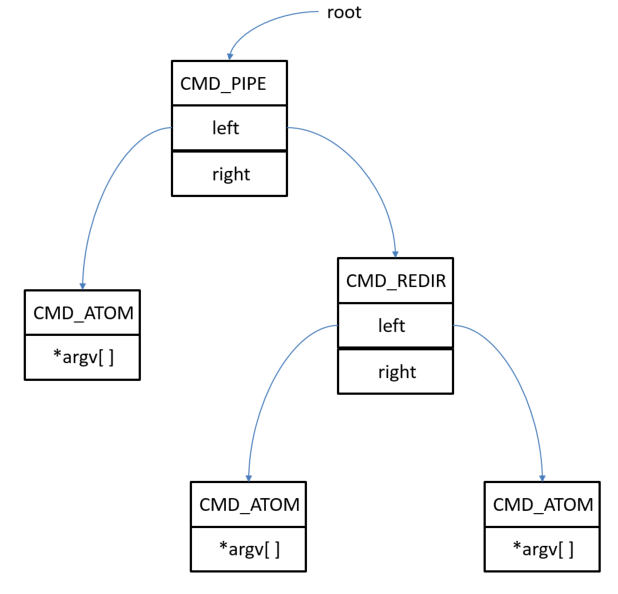 root
CMD_PIPE
left
right
CMD_REDIR
left
right
CMD_ATOM
*argv[ ]
CMD_ATOM
*argv[ ]
CMD_ATOM
*argv[ ]